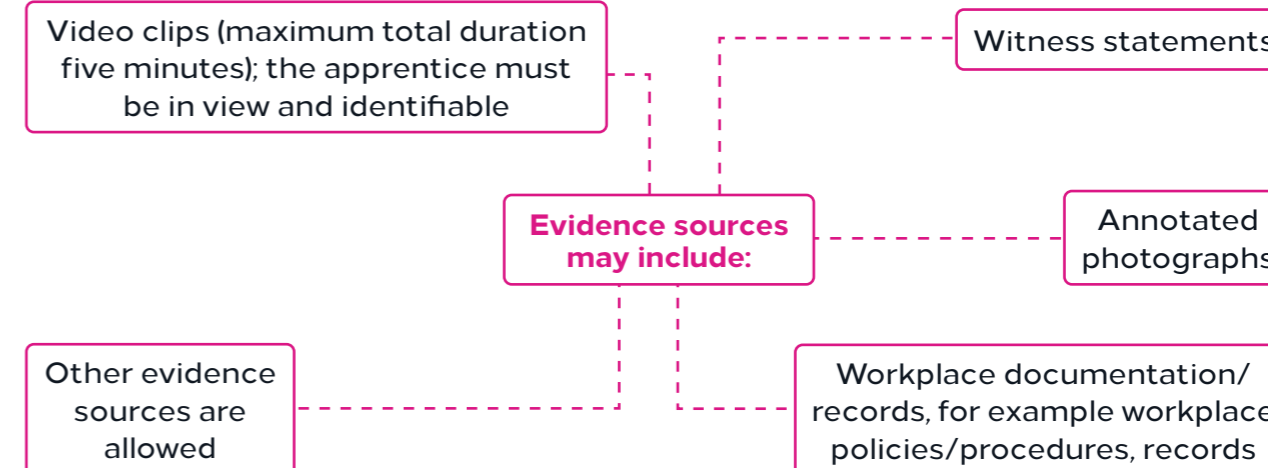 Video clips (maximum total duration
five minutes); the apprentice must
be in view and identifiable
Witness statements
Evidence sources
may include:
Annotated
photographs
Other evidence
sources are
allowed
Workplace documentation/
records, for example workplace
policies/procedures, records